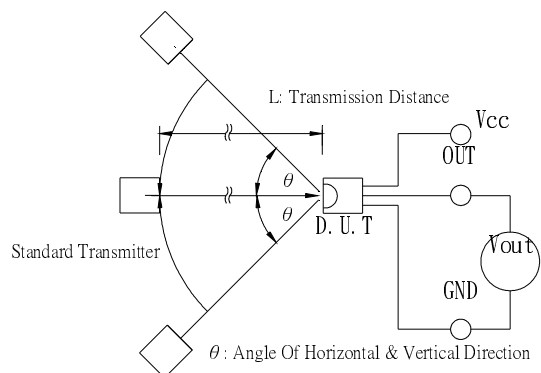 L: Transmission Distance
Vcc
OUT
θ
θ
D.U.T
Standard Transmitter
Vout
GND
θ : Angle Of Horizontal & Vertical Direction